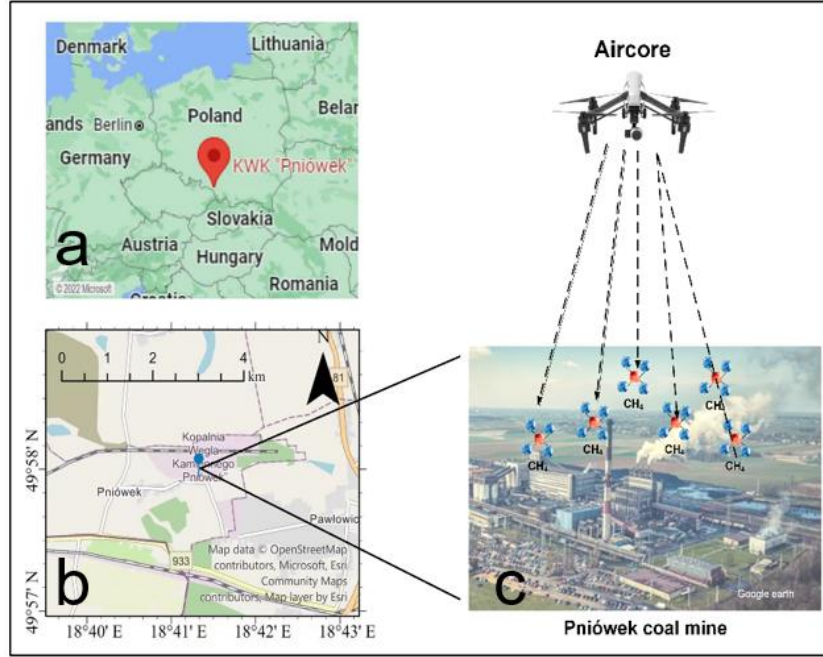 Denmark
Lithuania
ands
Berlin
Poland
Belar
Germany
KWK "Pniówek"
Slovakia
Austria
Hungary
Mold
Romania
Croatia
© 2022 Microsoft
a
0 1 2 3 4
km
N
81
Kopalnia
Węgla
Kamiennego
"Pniówek"
Pniówek
Pawłowic
933
Map data © OpenStreetMap
contributors, Microsoft, Esri
Community Maps
contributors, Map layer by Esri
49°58' N
49°57' N
18°40' E 18°41' E 18°42' E 18°43' E
b
Aircore
CH₄
CH₄
CH₄
CH₄
CH₄
CH₄
Google earth
c
Pniówek coal mine